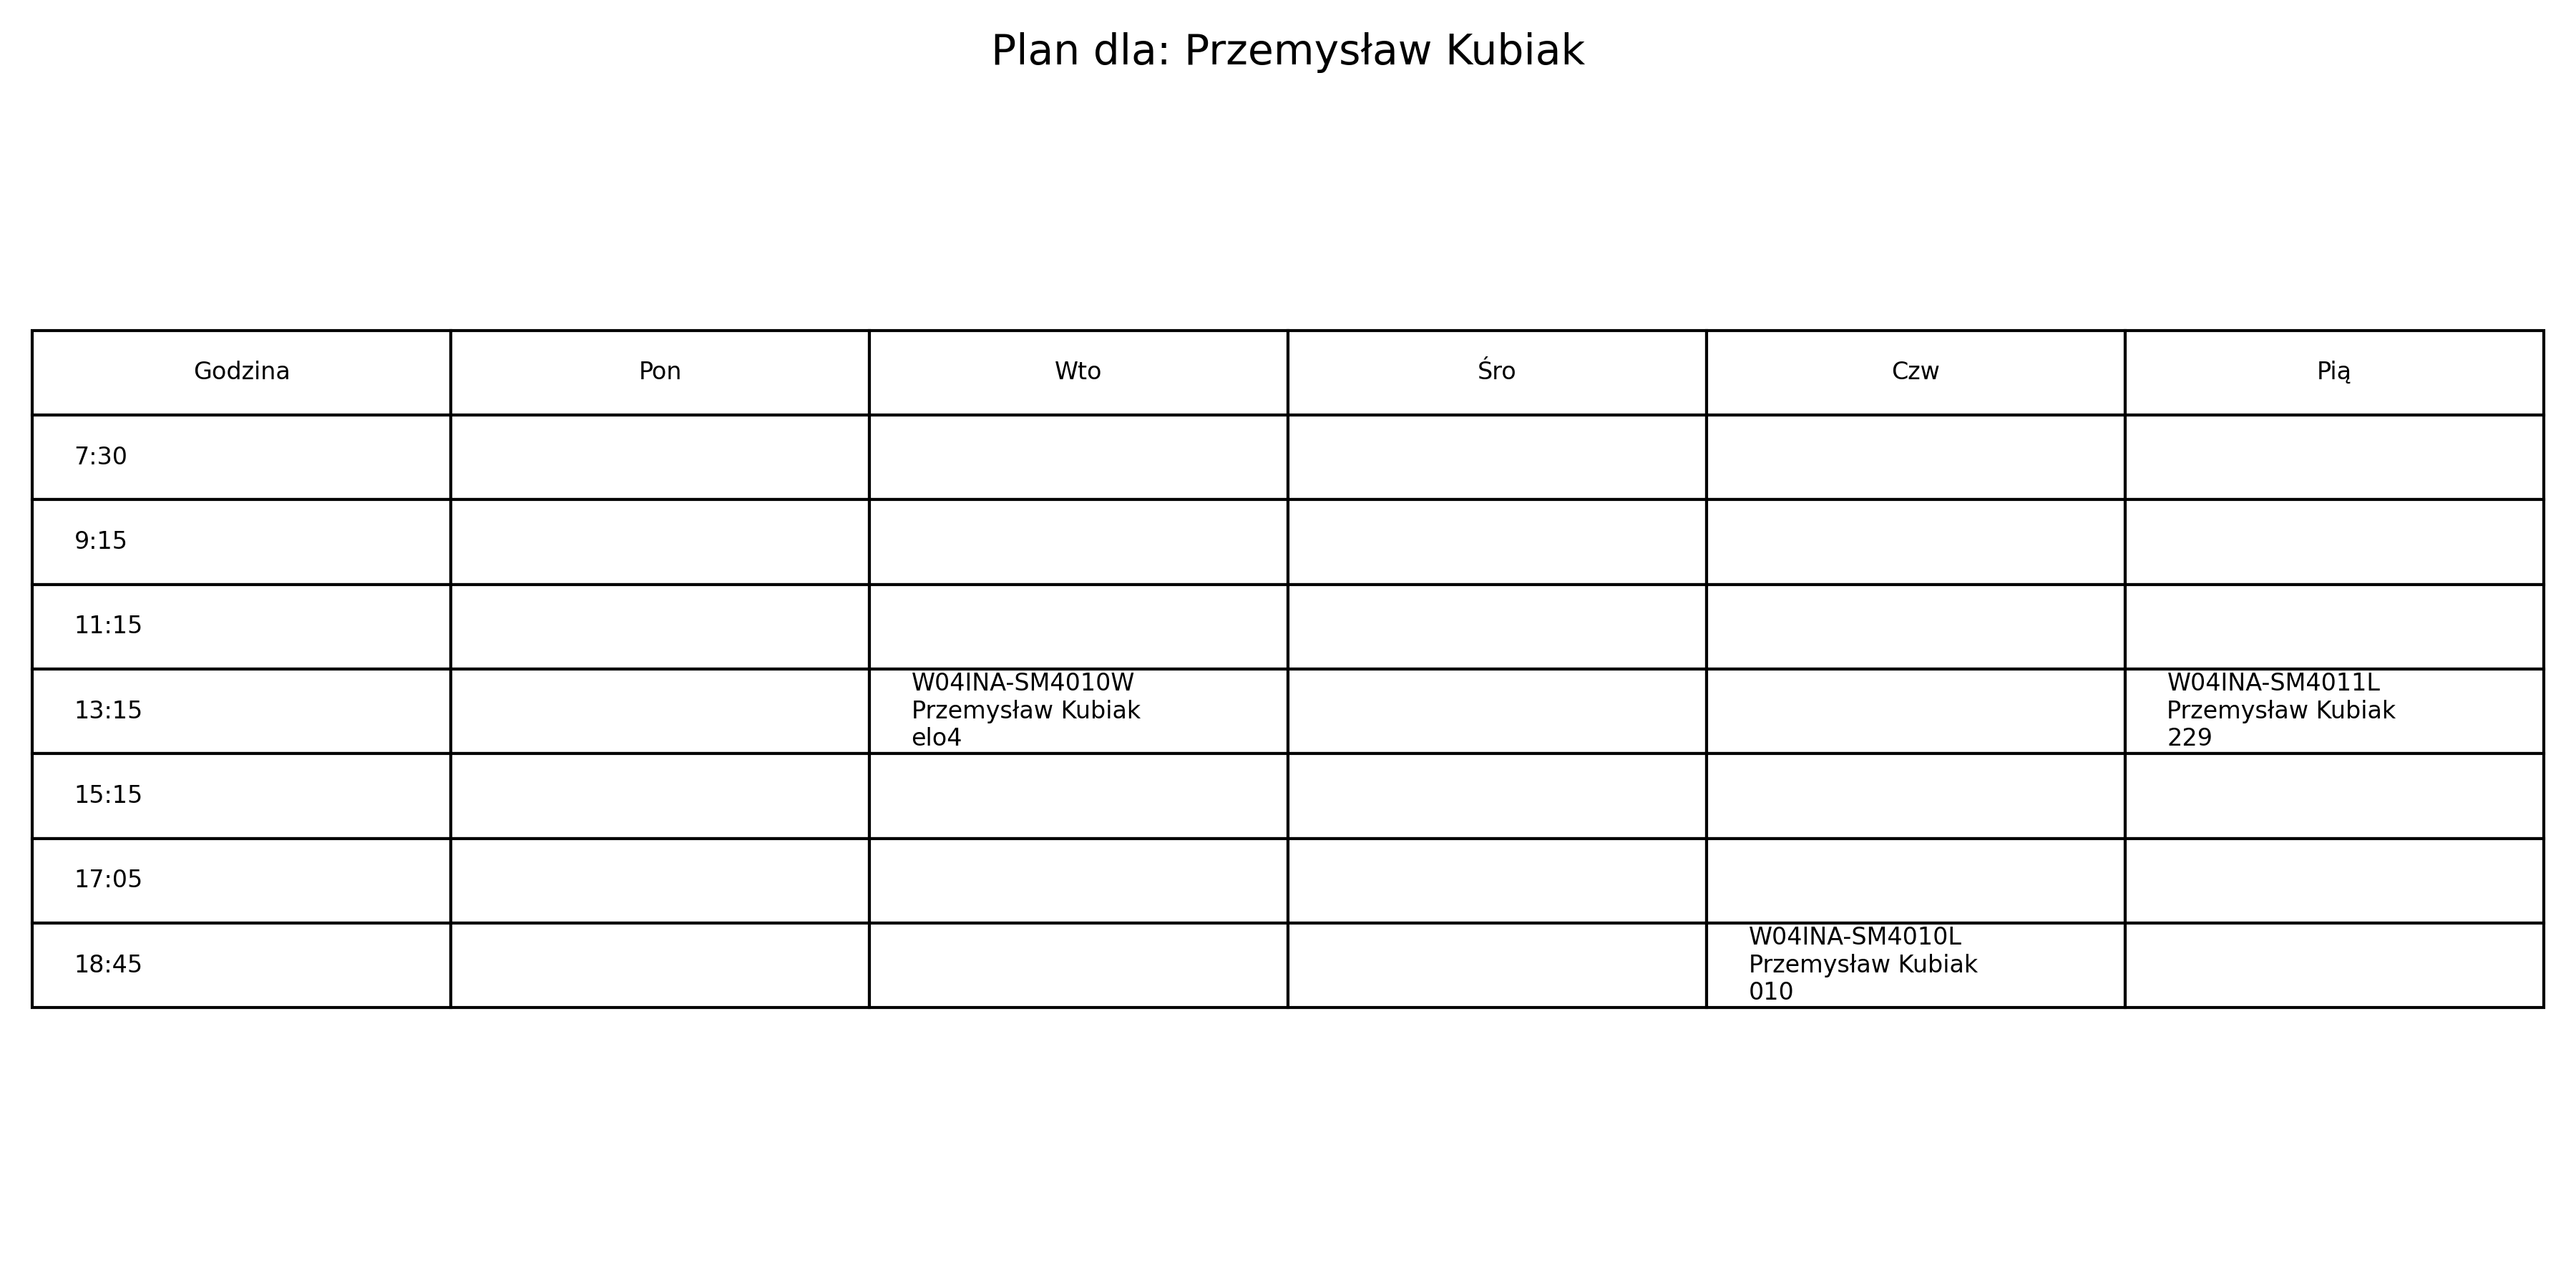 Plan dla: Przemysław Kubiak
Godzina Pon Wto Śro Czw Pią
7:30
9:15
11:15
13:15
W04INA-SM4010W
Przemysław Kubiak
elo4
W04INA-SM4011L
Przemysław Kubiak
229
15:15
17:05
18:45
W04INA-SM4010L
Przemysław Kubiak
010